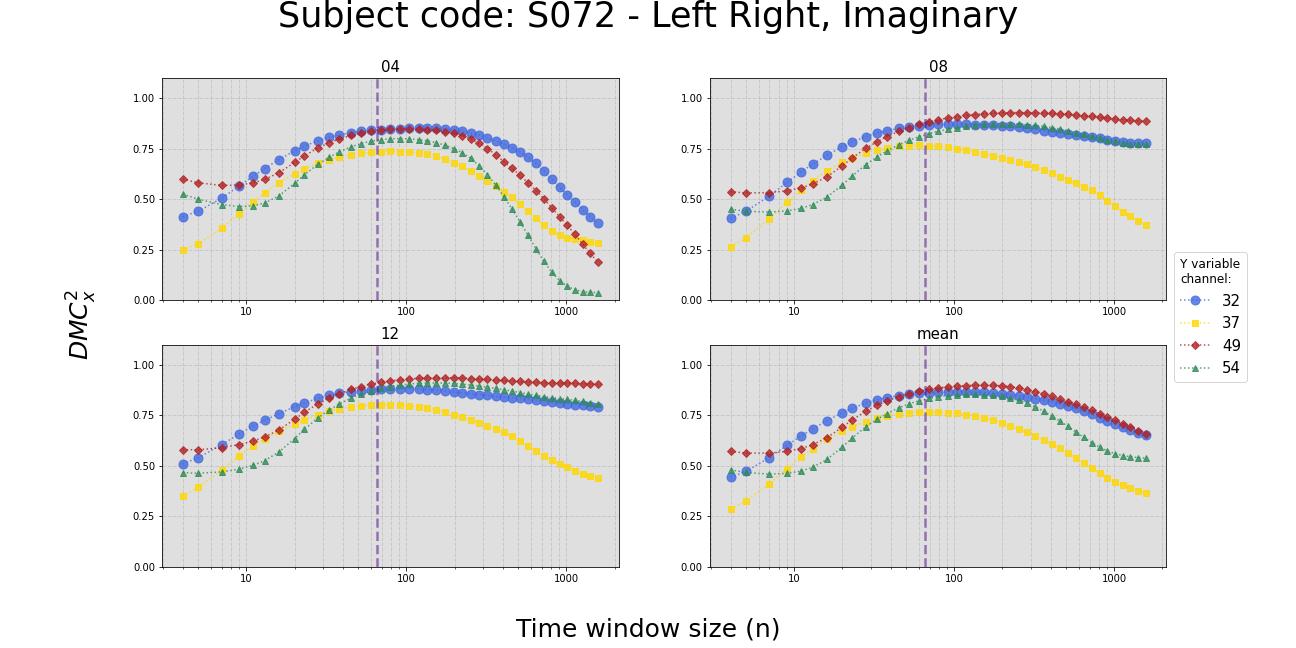 Subject code: S072 - Left Right, Imaginary
04
1.00
0.75
0.50
0.25
0.00
10 100 1000
08
1.00
0.75
0.50
0.25
0.00
10 100 1000
12
1.00
0.75
0.50
0.25
0.00
10 100 1000
mean
1.00
0.75
0.50
0.25
0.00
10 100 1000
$DMC_x^2$
Time window size (n)
Y variable
channel:
32
37
49
54